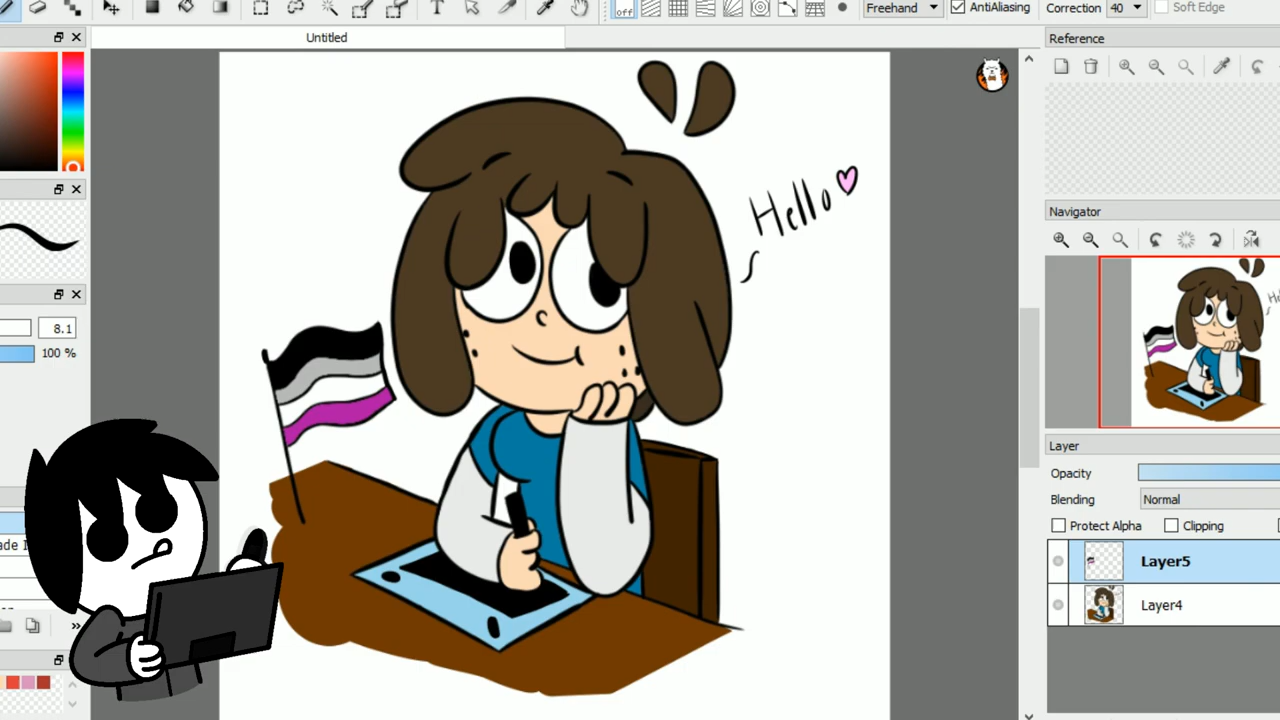 off
Freehand
AntiAliasing
Correction
40
Soft Edge
Untitled
Reference
Hello
Navigator
8.1
100 %
Layer
Opacity
Blending
Normal
Protect Alpha
Clipping
Layer5
Layer4